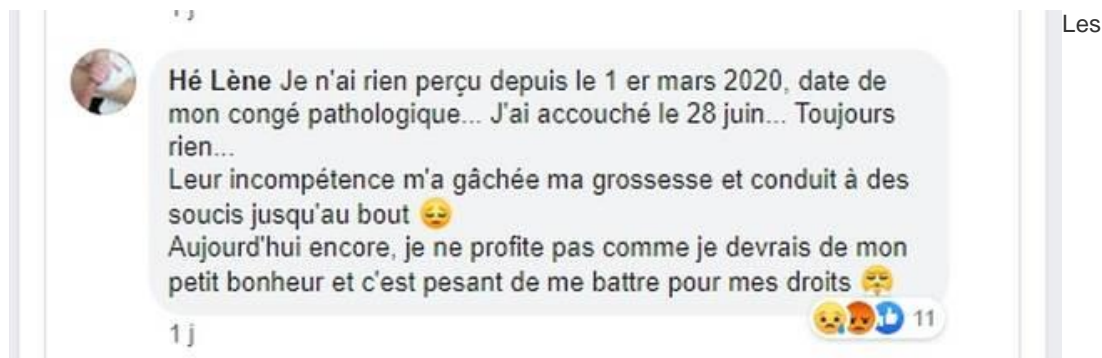 Les
Hé Lène Je n'ai rien perçu depuis le 1 er mars 2020, date de
mon congé pathologique... J'ai accouché le 28 juin... Toujours
rien...
Leur incompétence m'a gâchée ma grossesse et conduit à des
soucis jusqu'au bout 😔
Aujourd'hui encore, je ne profite pas comme je devrais de mon
petit bonheur et c'est pesant de me battre pour mes droits 😤
11
1 j